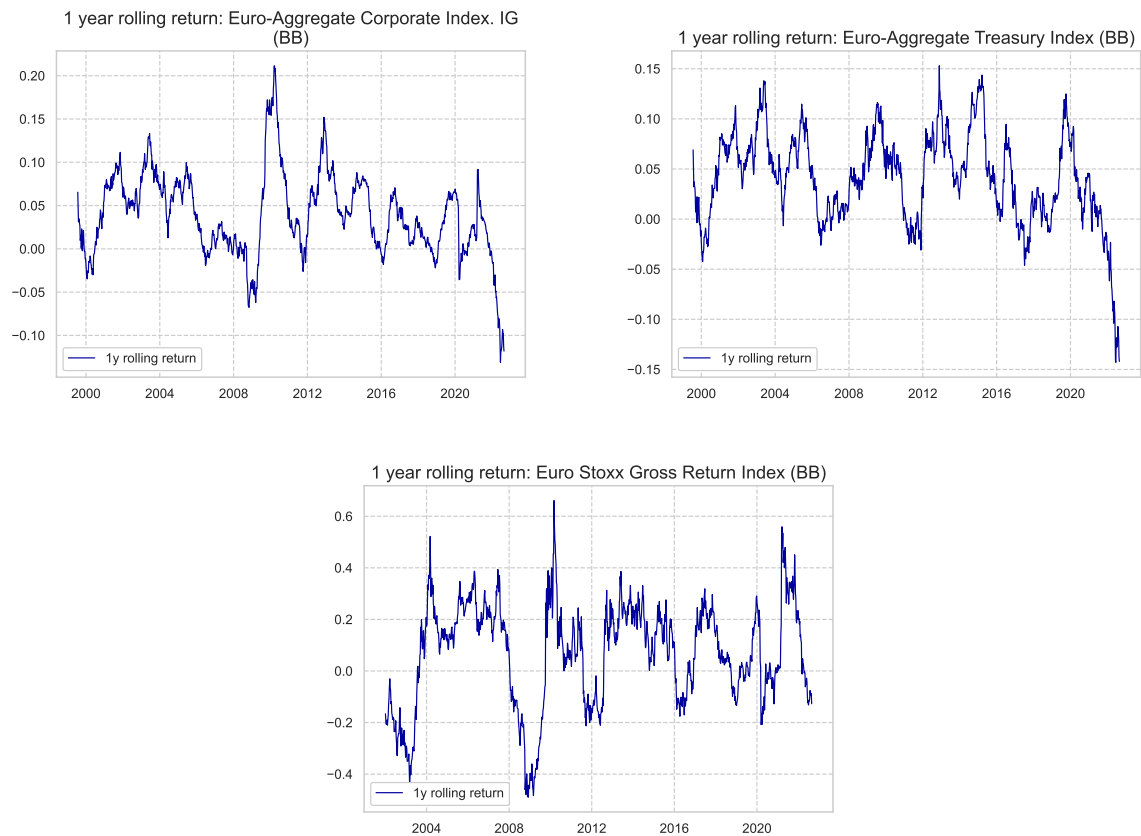 1 year rolling return: Euro-Aggregate Corporate Index. IG
(BB)
0.20
0.15
0.10
0.05
0.00
−0.05
−0.10
1y rolling return
2000 2004 2008 2012 2016 2020
1 year rolling return: Euro-Aggregate Treasury Index (BB)
0.15
0.10
0.05
0.00
−0.05
−0.10
−0.15
1y rolling return
2000 2004 2008 2012 2016 2020
1 year rolling return: Euro Stoxx Gross Return Index (BB)
0.6
0.4
0.2
0.0
−0.2
−0.4
1y rolling return
2004 2008 2012 2016 2020